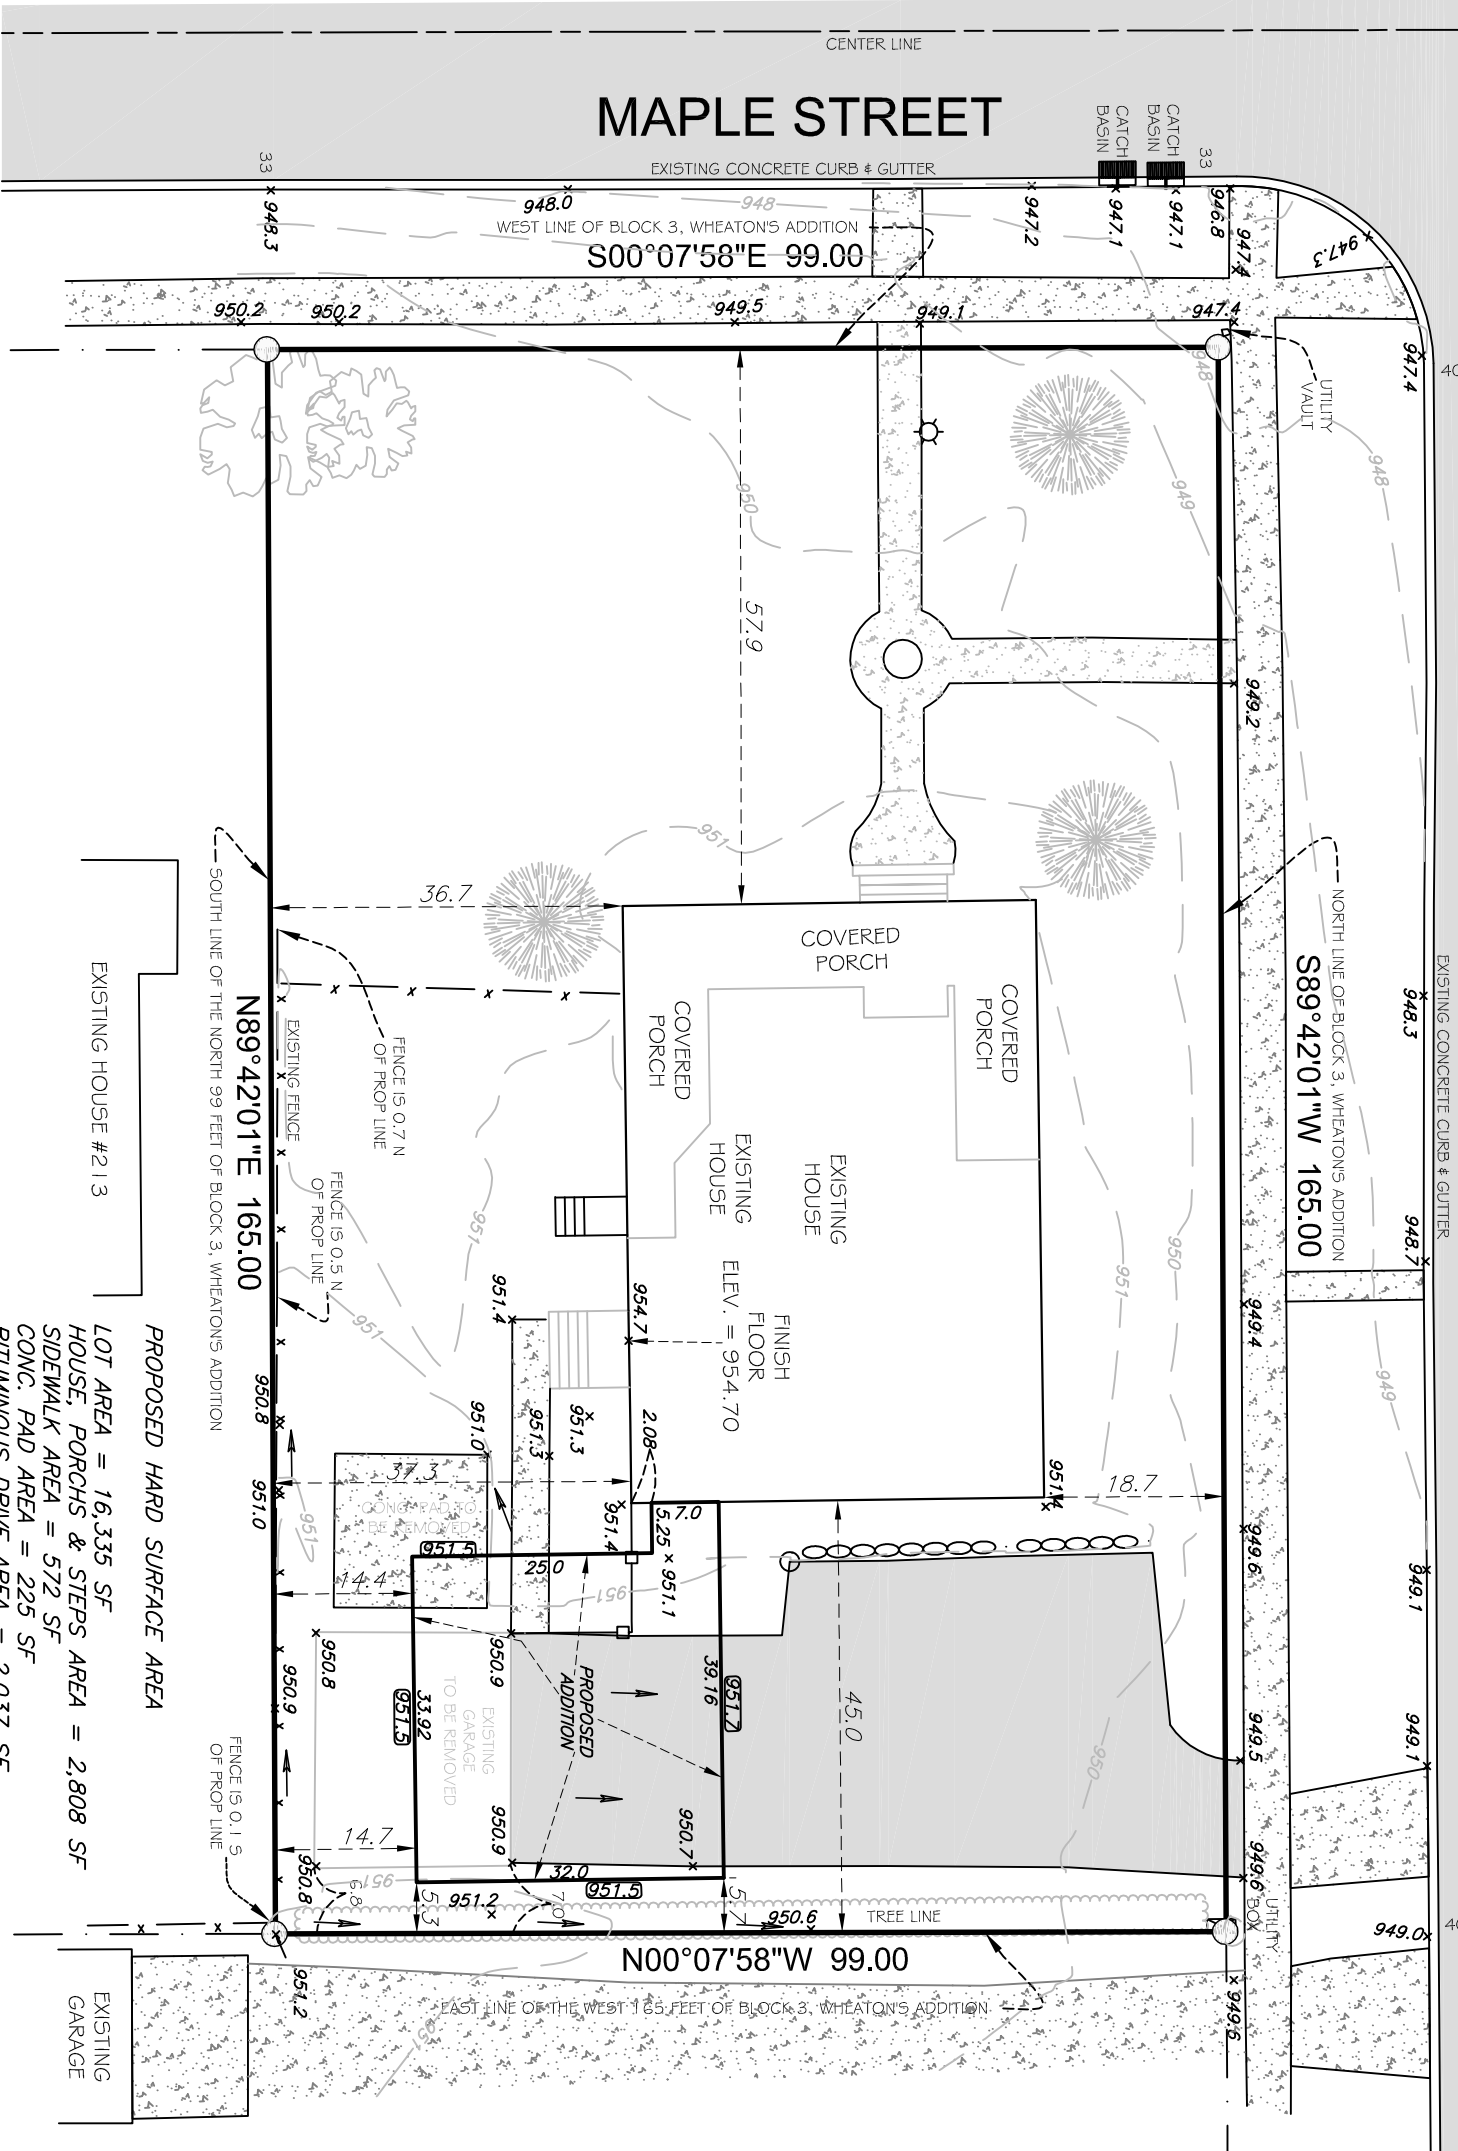 CENTER LINE
MAPLE STREET
CATCH
BASIN
CATCH
BASIN
33
33
EXISTING CONCRETE CURB & GUTTER
948.3
948.0
948
947.2
947.1
947.1
946.8
947.4
947.3
WEST LINE OF BLOCK 3, WHEATON'S ADDITION
S00°07'58"E 99.00
950.2
950.2
949.5
949.1
947.4
947.4
40
948
UTILITY
VAULT
948
949
950
57.9
949.2
951
36.7
COVERED
PORCH
COVERED
PORCH
COVERED
PORCH
NORTH LINE OF BLOCK 3, WHEATON'S ADDITION
S89°42'01"W 165.00
EXISTING CONCRETE CURB & GUTTER
948.3
948.7
SOUTH LINE OF THE NORTH 99 FEET OF BLOCK 3, WHEATON'S ADDITION
N89°42'01"E 165.00
EXISTING HOUSE #213
EXISTING FENCE
FENCE IS 0.7 N
OF PROP LINE
FENCE IS 0.5 N
OF PROP LINE
EXISTING
HOUSE
EXISTING
HOUSE
FINISH
FLOOR
ELEV. = 954.70
954.7
951
951
951
950
949
949.4
951.4
951.3
951.3
951.0
950.8
951.0
2.08
37.3
951.4
18.7
CONC. PAD TO
BE REMOVED
951.5
951.4
7.0
5.25
951.1
25.0
14.4
951
951
949.6
949.1
950.8
950.9
950.9
PROPOSED
ADDITION
EXISTING
GARAGE
TO BE REMOVED
33.92
951.5
39.16
951.7
45.0
950
949.5
949.1
PROPOSED HARD SURFACE AREA
LOT AREA = 16,335 SF
HOUSE, PORCHS & STEPS AREA = 2,808 SF
SIDEWALK AREA = 572 SF
CONC. PAD AREA = 225 SF
BITUMINOUS DRIVE AREA = 2,037 SF
FENCE IS 0.1 S
OF PROP LINE
14.7
950.9
950.7
950.8
951
6.8
5.3
951.2
32.0
951.5
7.0
5.7
950.6
TREE LINE
949.6
UTILITY
BOX
949.0
40
N00°07'58"W 99.00
951.2
EAST LINE OF THE WEST 165 FEET OF BLOCK 3, WHEATON'S ADDITION
951
949.6
EXISTING
GARAGE